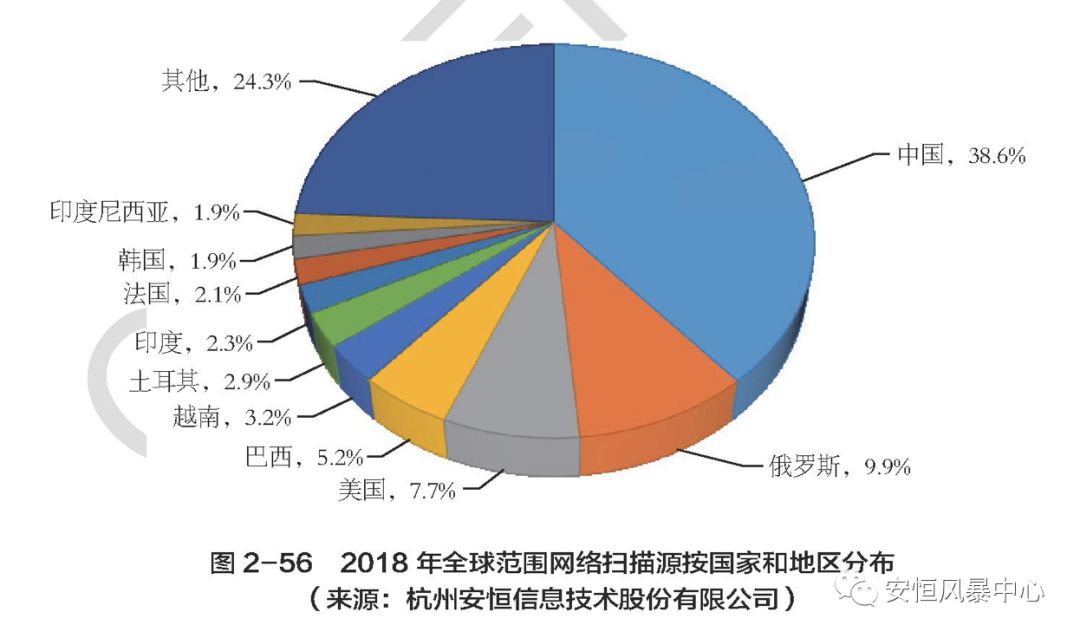 其他，24.3%
中国，38.6%
印度尼西亚，1.9%
韩国，1.9%
法国，2.1%
印度，2.3%
土耳其，2.9%
越南，3.2%
巴西，5.2%
美国，7.7%
俄罗斯，9.9%
图 2-56 2018 年全球范围网络扫描源按国家和地区分布
（来源：杭州安恒信息技术股份有限公司）
安恒风暴中心